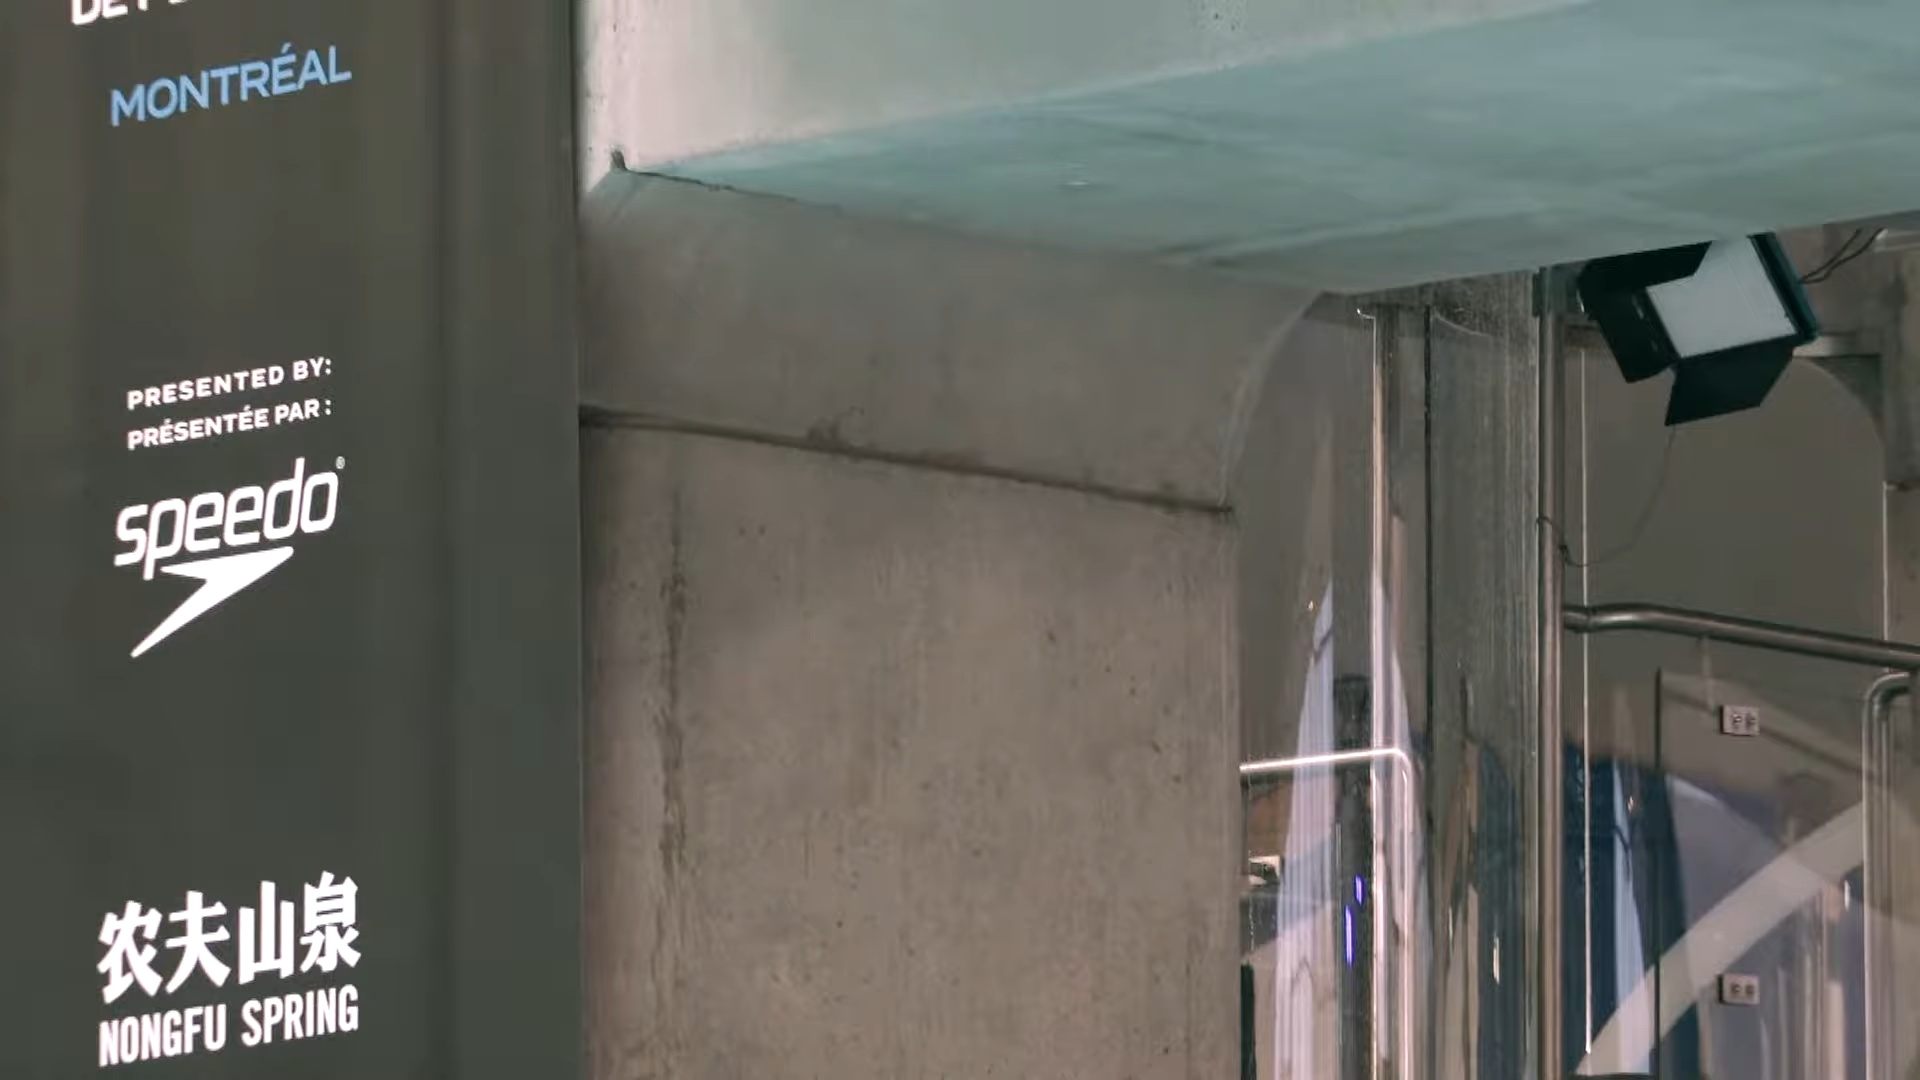 MONTRÉAL
PRESENTED BY:
PRÉSENTÉE PAR :
speedo®
农夫山泉
NONGFU SPRING